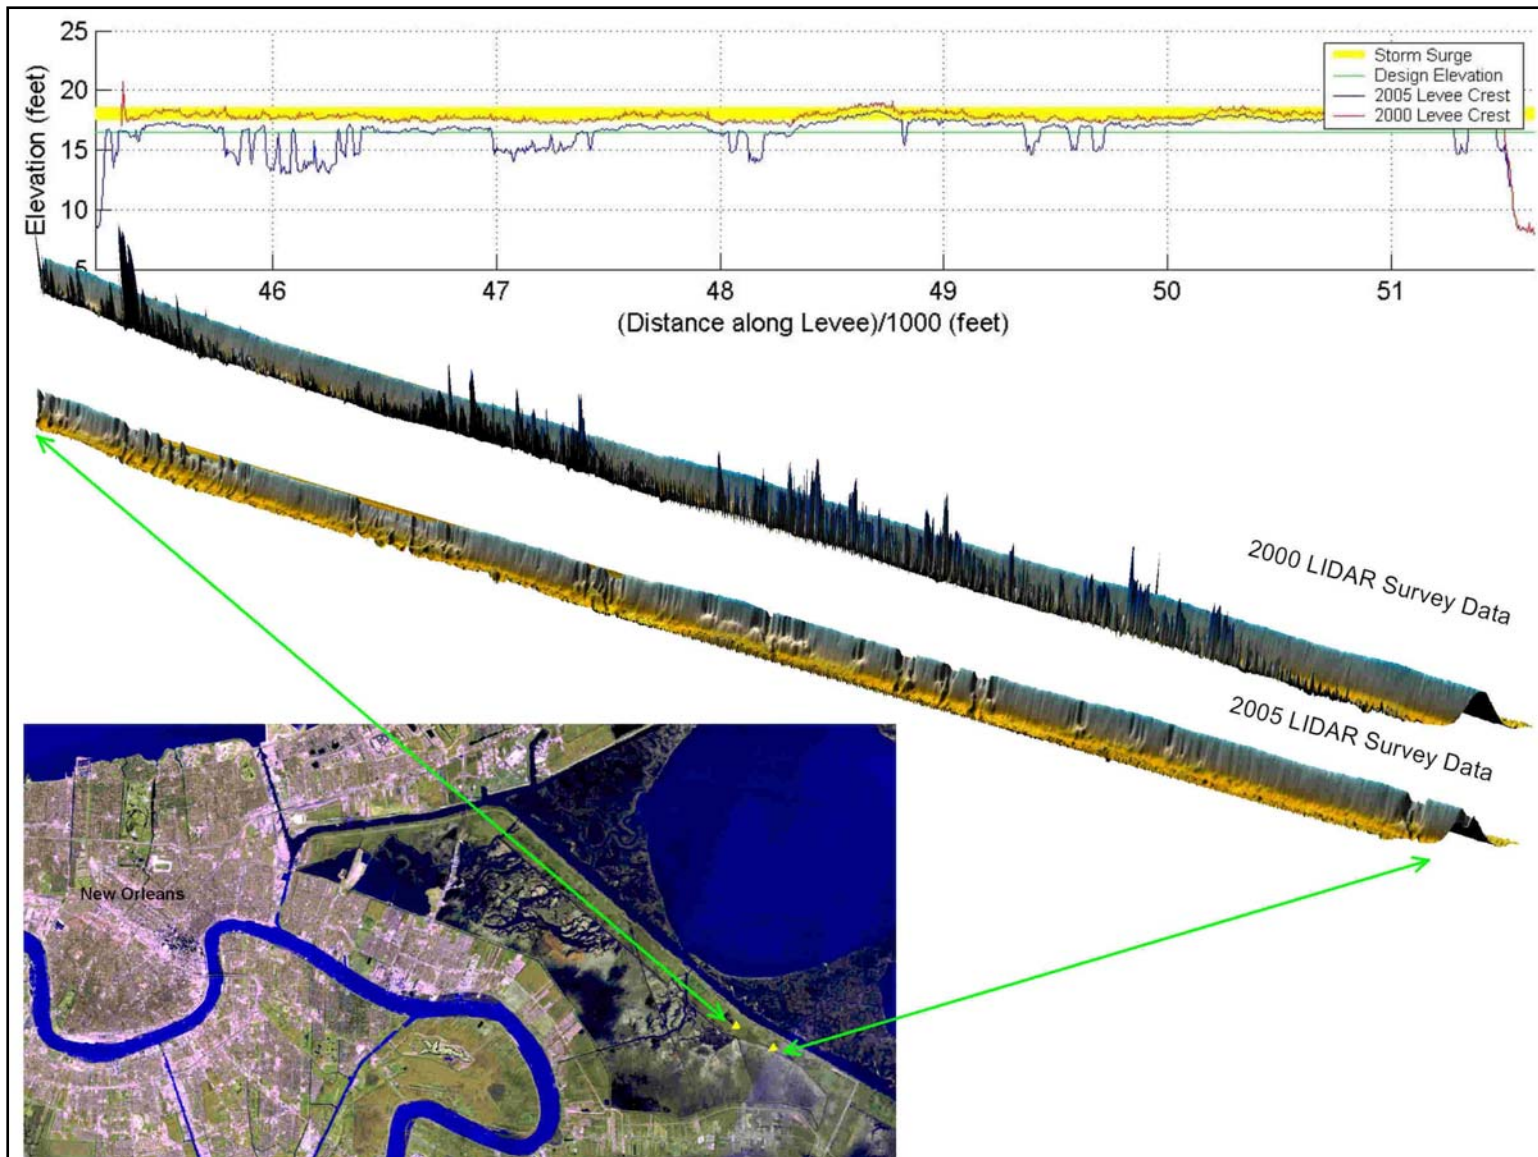 25
20
15
10
5
Elevation (feet)
Storm Surge
Design Elevation
2005 Levee Crest
2000 Levee Crest
46 47 48 49 50 51
(Distance along Levee)/1000 (feet)
2000 LIDAR Survey Data
2005 LIDAR Survey Data
New Orleans